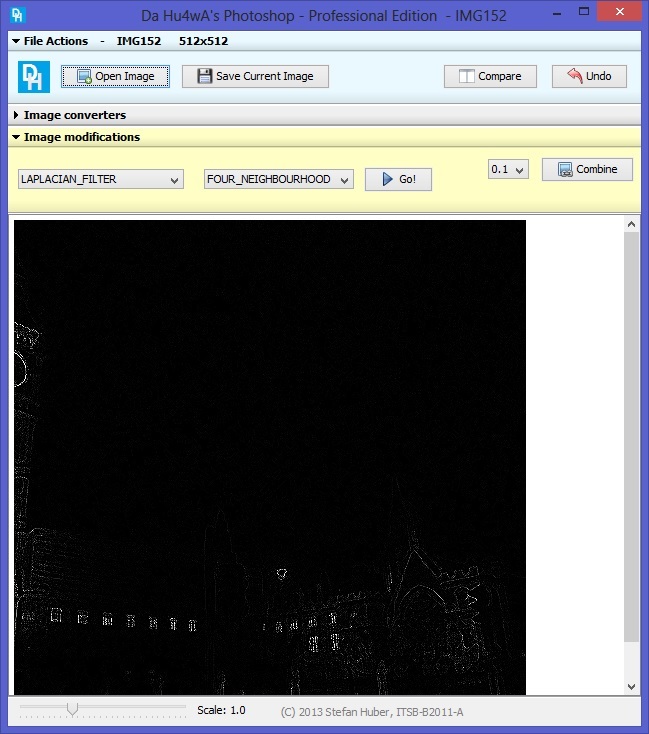 Da Hu4wA's Photoshop - Professional Edition - IMG152
File Actions - IMG152 512x512
DH Open Image Save Current Image Compare Undo
Image converters
Image modifications
LAPLACIAN_FILTER FOUR_NEIGHBOURHOOD Go! 0.1 Combine
Scale: 1.0 (C) 2013 Stefan Huber, ITSB-B2011-A